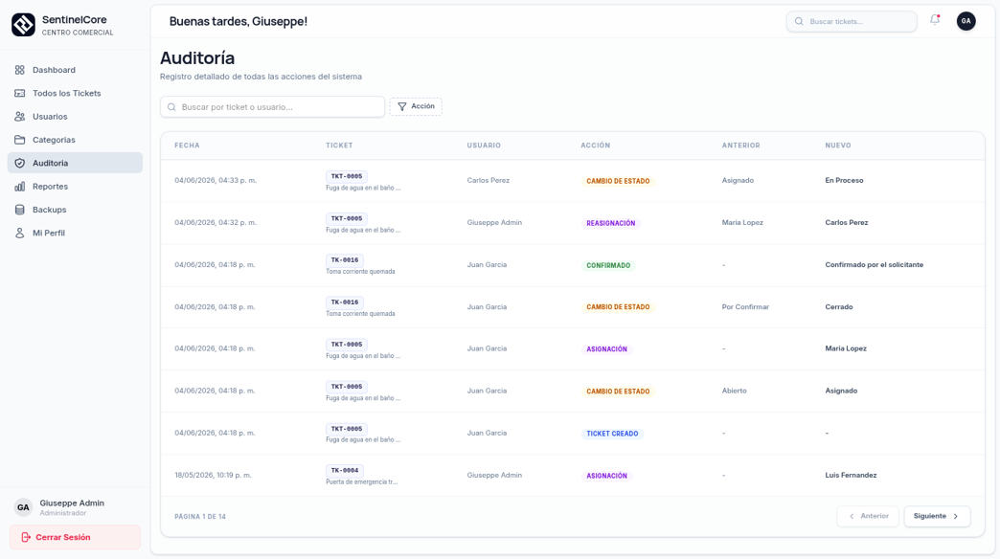 SentinelCore
CENTRO COMERCIAL
Dashboard
Todos los Tickets
Usuarios
Categorias
Auditoria
Reportes
Backups
Mi Perfil
GA
Giuseppe Admin
Administrador
Cerrar Sesión
Buenas tardes, Giuseppe!
Buscar tickets...
GA
Auditoría
Registro detallado de todas las acciones del sistema
Buscar por ticket o usuario...
Acción
FECHA TICKET USUARIO ACCIÓN ANTERIOR NUEVO
04/06/2026, 04:33 p. m. TKT-0005 Carlos Perez CAMBIO DE ESTADO Asignado En Proceso
Fuga de agua en el baño ...
04/06/2026, 04:32 p. m. TKT-0005 Giuseppe Admin REASIGNACIÓN Maria Lopez Carlos Perez
Fuga de agua en el baño ...
04/06/2026, 04:18 p. m. TK-0016 Juan Garcia CONFIRMADO - Confirmado por el solicitante
Toma corriente quemada
04/06/2026, 04:18 p. m. TK-0016 Juan Garcia CAMBIO DE ESTADO Por Confirmar Cerrado
Toma corriente quemada
04/06/2026, 04:18 p. m. TKT-0005 Juan Garcia ASIGNACIÓN - Maria Lopez
Fuga de agua en el baño ...
04/06/2026, 04:18 p. m. TKT-0005 Juan Garcia CAMBIO DE ESTADO Abierto Asignado
Fuga de agua en el baño ...
04/06/2026, 04:18 p. m. TKT-0005 Juan Garcia TICKET CREADO - -
Fuga de agua en el baño ...
18/05/2026, 10:19 p. m. TK-0004 Giuseppe Admin ASIGNACIÓN - Luis Fernandez
Puerta de emergencia tr...
PÁGINA 1 DE 14
Anterior
Siguiente